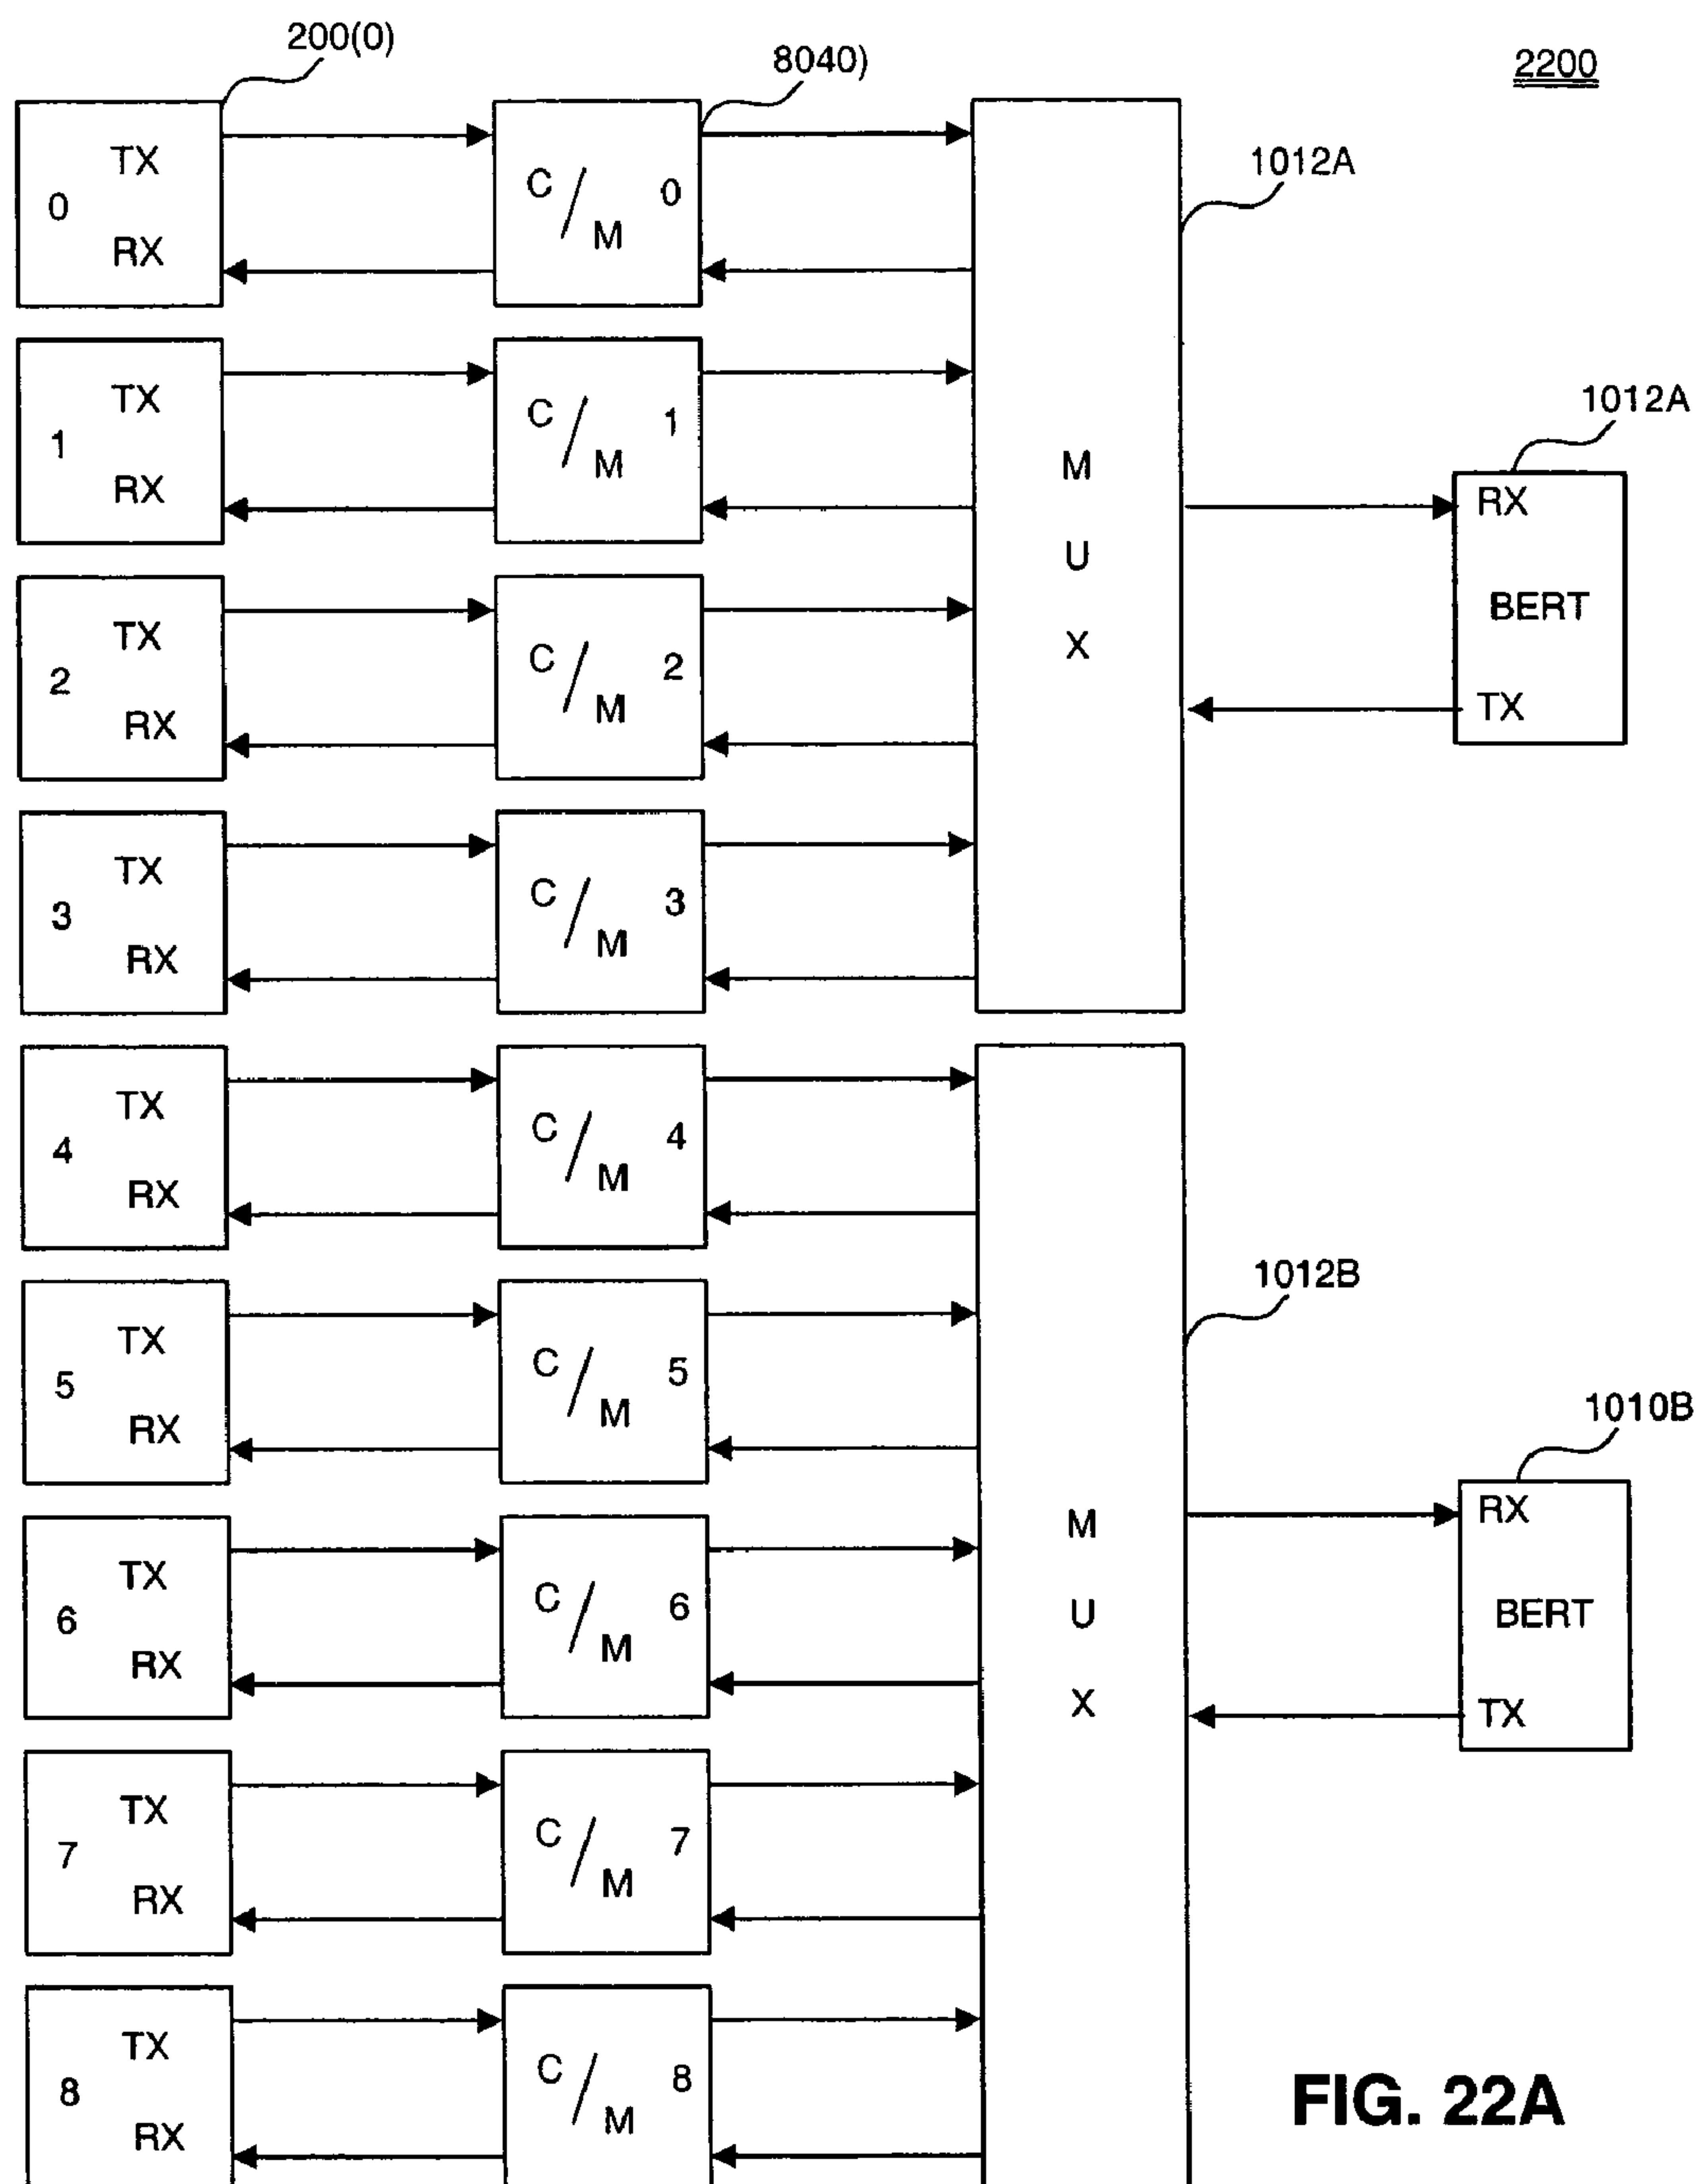 200(0)
8040)
2200
1012A
TX
0
RX
C/M 0
TX
1
RX
C/M 1
1012A
M
U
X
RX
BERT
TX
TX
2
RX
C/M 2
TX
3
RX
C/M 3
TX
4
RX
C/M 4
1012B
TX
5
RX
C/M 5
1010B
M
U
X
RX
BERT
TX
TX
6
RX
C/M 6
TX
7
RX
C/M 7
TX
8
RX
C/M 8
FIG. 22A